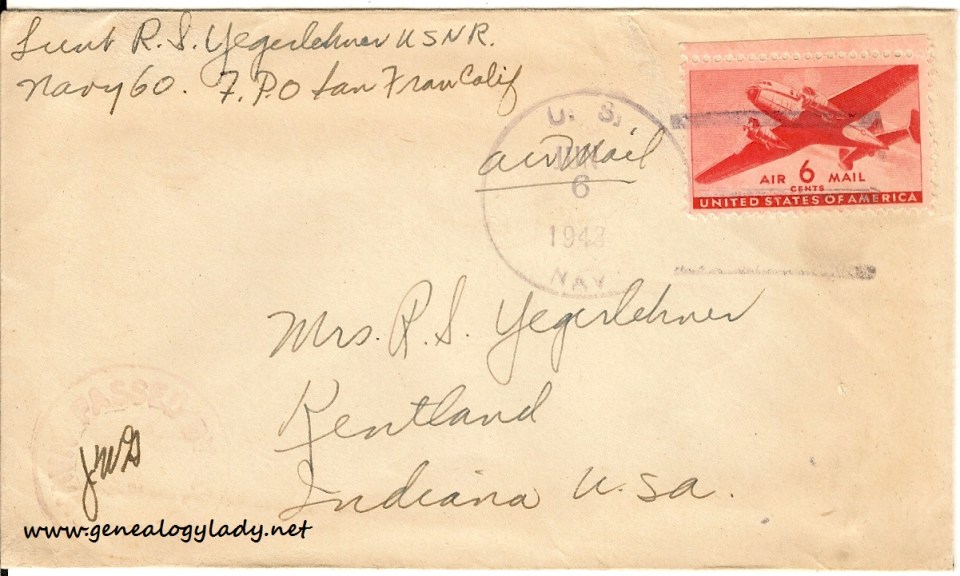 Lieut R. S. Yegerlehner USNR.
Navy 60. F.P.O San Fran Calif
air mail
U. S.
6
1943
NAVY
AIR 6 MAIL
CENTS
UNITED STATES OF AMERICA
Mrs. R. S. Yegerlehner
Kentland
Indiana U.S.A.
PASSED
JWG
www.genealogylady.net